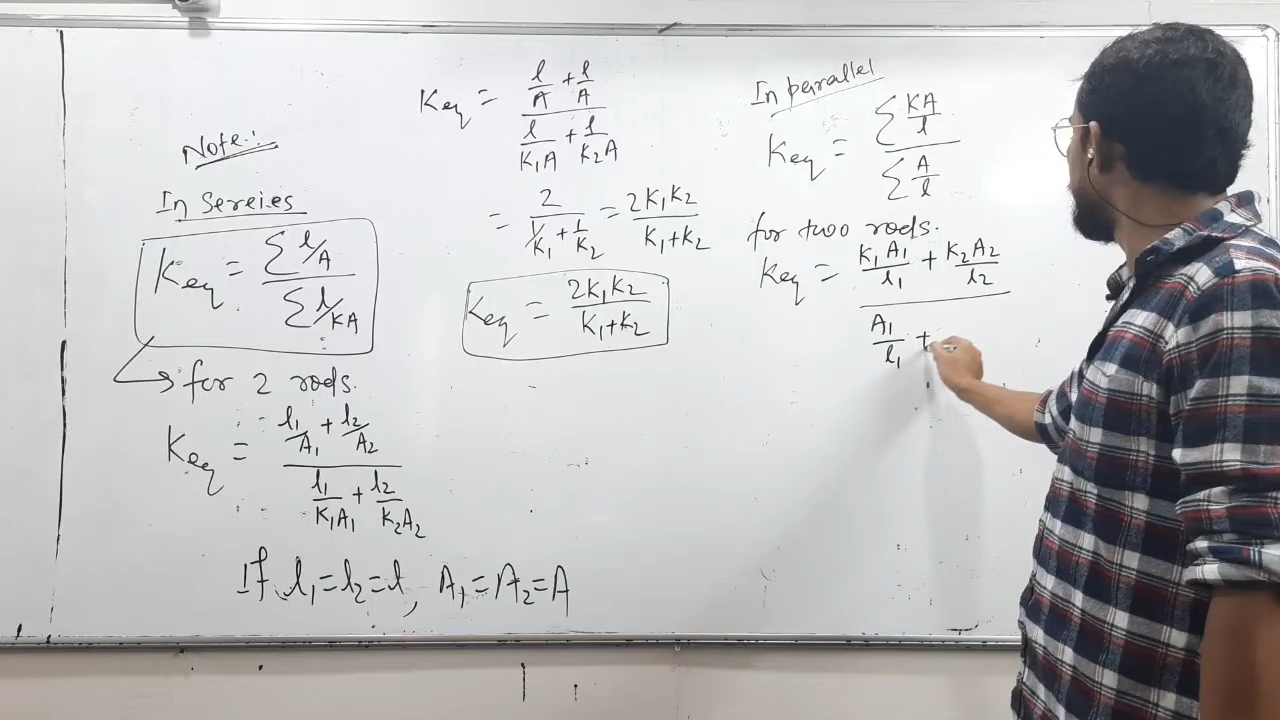 Note:
In Sereies
Keq = Σ l/A / Σ l/KA
for 2 rods.
Keq = (l₁/A₁ + l₂/A₂) / (l₁/K₁A₁ + l₂/K₂A₂)
If l₁=l₂=l, A₁=A₂=A
Keq = (l/A + l/A) / (l/K₁A + l/K₂A)
= 2 / (1/K₁ + 1/K₂) = 2K₁K₂ / K₁+K₂
Keq = 2K₁K₂ / K₁+K₂
In parallel
Keq = Σ KA/l / Σ A/l
for two rods.
Keq = (K₁A₁/l₁ + K₂A₂/l₂) / (A₁/l₁ +